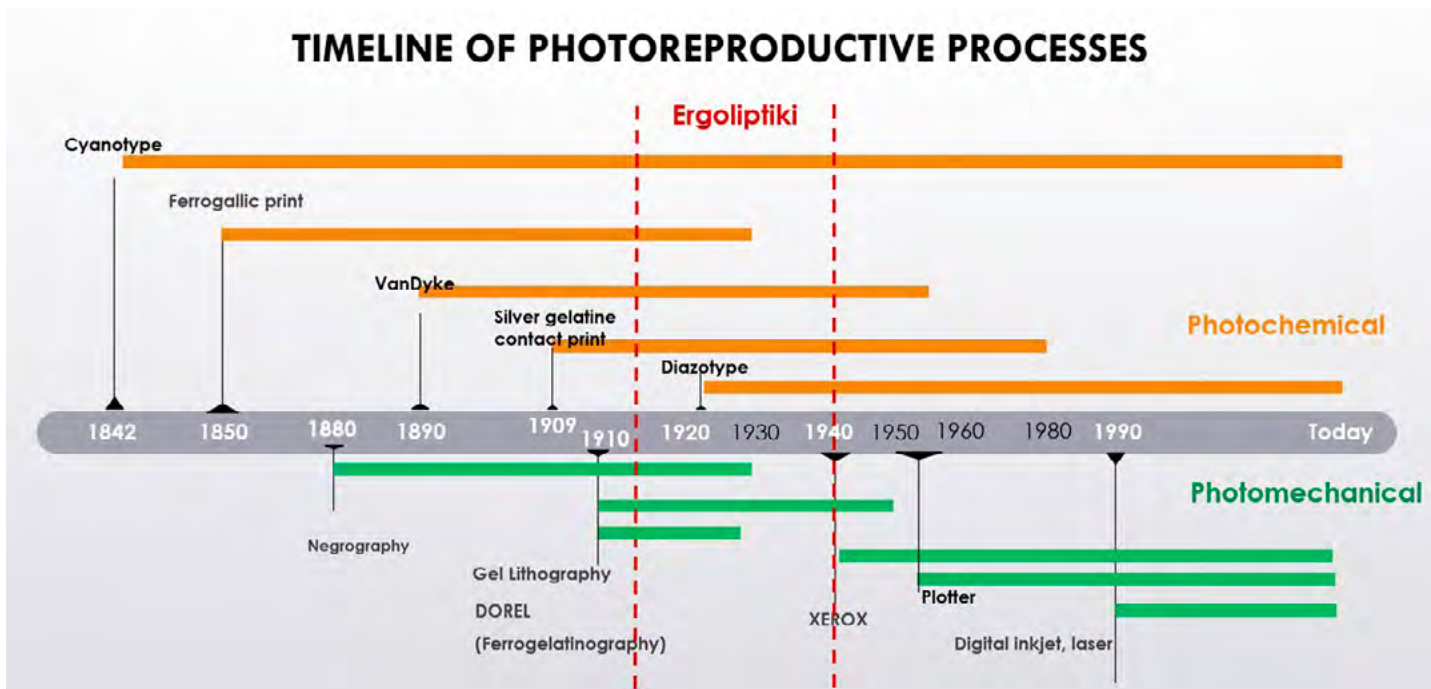 TIMELINE OF PHOTOREPRODUCTIVE PROCESSES
Ergoliptiki
Cyanotype
Ferrogallic print
VanDyke
Silver gelatine
contact print
Photochemical
Diazotype
1842 1850 1880 1890 1909 1910 1920 1930 1940 1950 1960 1980 1990 Today
Photomechanical
Negrography
Gel Lithography
Plotter
DOREL
XEROX
(Ferrogelatinography)
Digital inkjet, laser